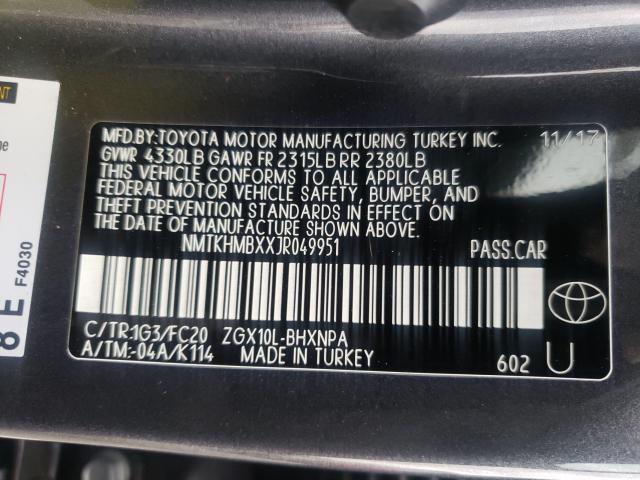 MFD.BY:TOYOTA MOTOR MANUFACTURING TURKEY INC. 11/17
GVWR 4330LB GAWR FR 2315LB RR 2380LB
THIS VEHICLE CONFORMS TO ALL APPLICABLE
FEDERAL MOTOR VEHICLE SAFETY, BUMPER, AND
THEFT PREVENTION STANDARDS IN EFFECT ON
THE DATE OF MANUFACTURE SHOWN ABOVE.
NMTKHMBXXJR049951 PASS.CAR
C/TR:1G3/FC20 ZGX10L-BHXNPA
A/TM:-04A/K114 MADE IN TURKEY
602 U
8 E
F4030